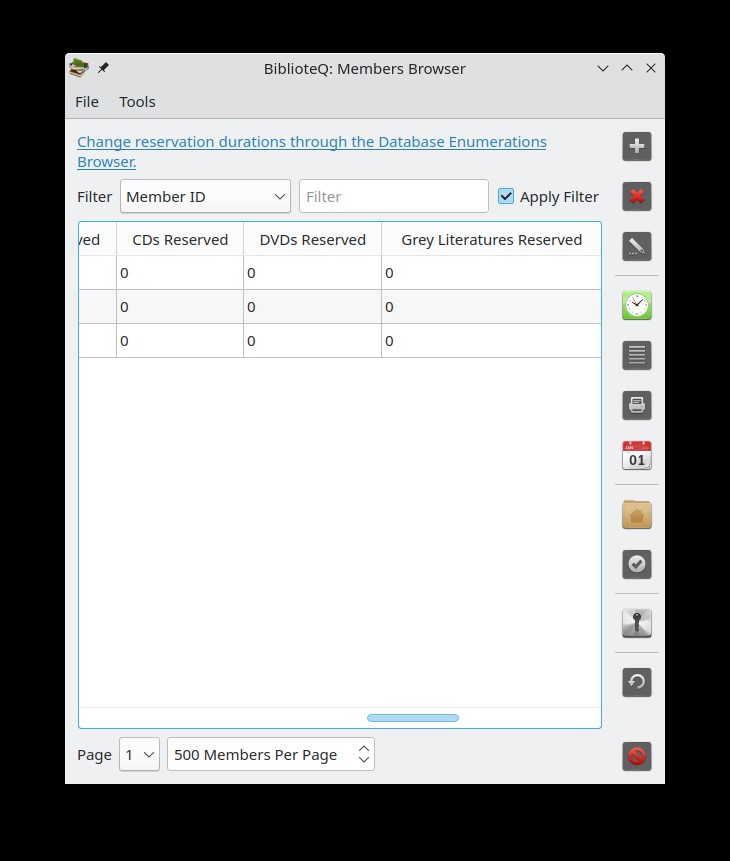 BiblioteQ: Members Browser
File Tools
Change reservation durations through the Database Enumerations
Browser.
Filter Member ID Filter Apply Filter
CDs Reserved DVDs Reserved Grey Literatures Reserved
0 0 0
0 0 0
0 0 0
01
Page 1 500 Members Per Page